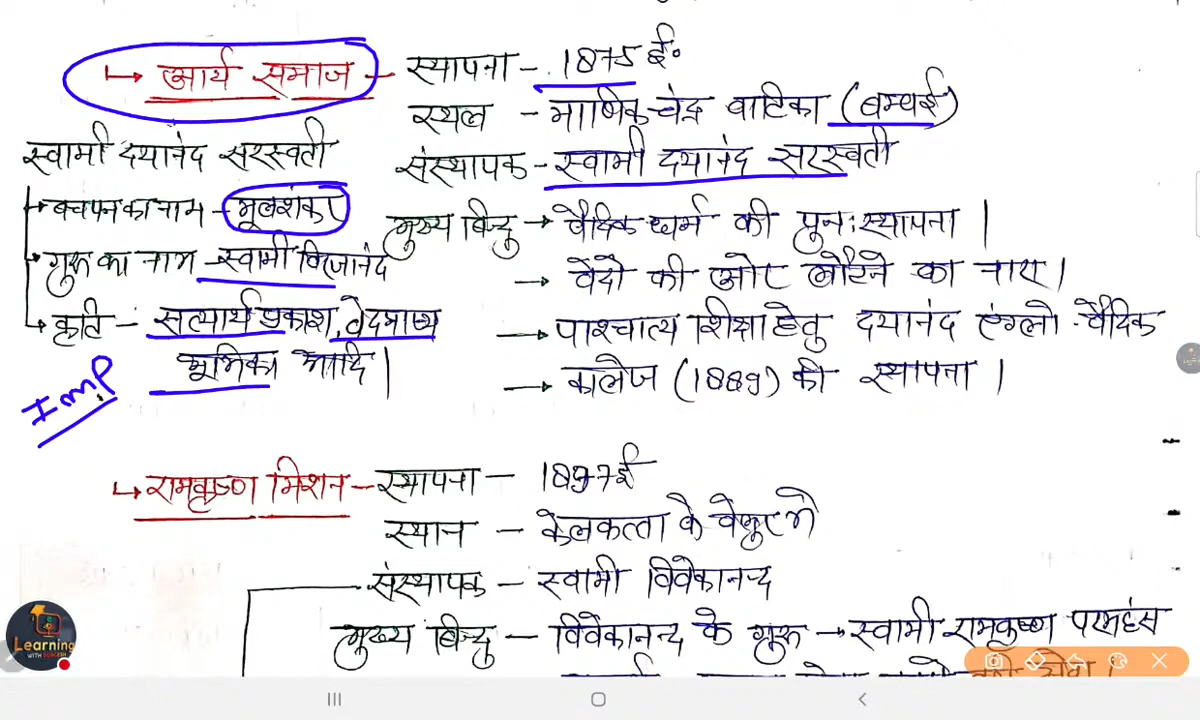 ↳ आर्य समाज - स्थापना - 1875 ई०
स्थल - माणिक चंद्र वाटिका (बम्बई)
संस्थापक - स्वामी दयानंद सरस्वती
मुख्य बिन्दु → वैदिक धर्म की पुनःस्थापना |
→ वेदों की ओर लौटने का नारा |
→ पाश्चात्य शिक्षा हेतु दयानंद एंग्लो-वैदिक
→ कॉलेज (1889) की स्थापना |
स्वामी दयानंद सरस्वती
→ बचपन का नाम - मूलशंकर
→ गुरु का नाम - स्वामी विरजानंद
→ कृति - सत्यार्थ प्रकाश, वेदभाष्य
भूमिका आदि |
Imp
↳ रामकृष्ण मिशन - स्थापना - 1897 ई
स्थान - कलकत्ता के वेलुर में
संस्थापक - स्वामी विवेकानन्द
मुख्य बिन्दु - विवेकानन्द के गुरु → स्वामी रामकृष्ण परमहंस
Learning